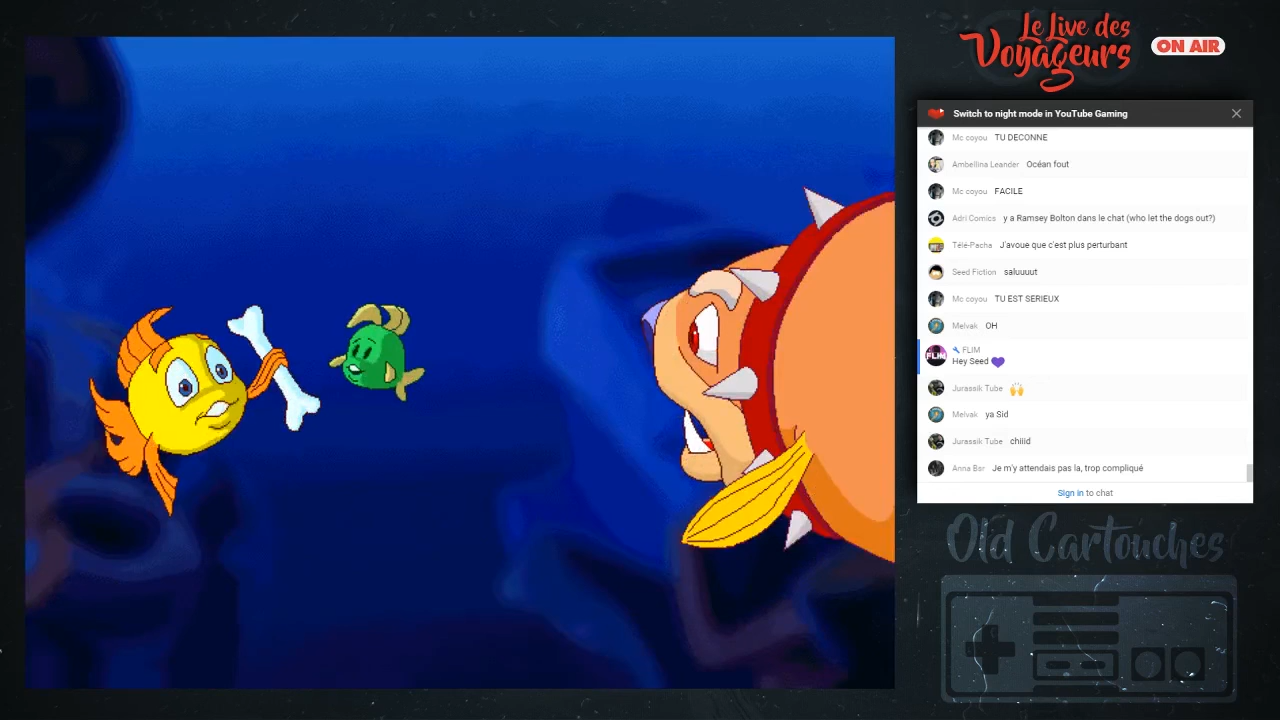 Le Live des
Voyageurs
ON AIR
Switch to night mode in YouTube Gaming
Mc coyou TU DECONNE
Ambellina Leander Océan fout
Mc coyou FACILE
Adri Comics y a Ramsey Bolton dans le chat (who let the dogs out?)
Télé-Pacha J'avoue que c'est plus perturbant
Seed Fiction saluuuut
Mc coyou TU EST SERIEUX
Melvak OH
FLIM
FLIM
Hey Seed 💜
Jurassik Tube 🙌
Melvak ya Sid
Jurassik Tube chiiid
Anna Bsr Je m'y attendais pas la, trop compliqué
Sign in to chat
Old Cartouches